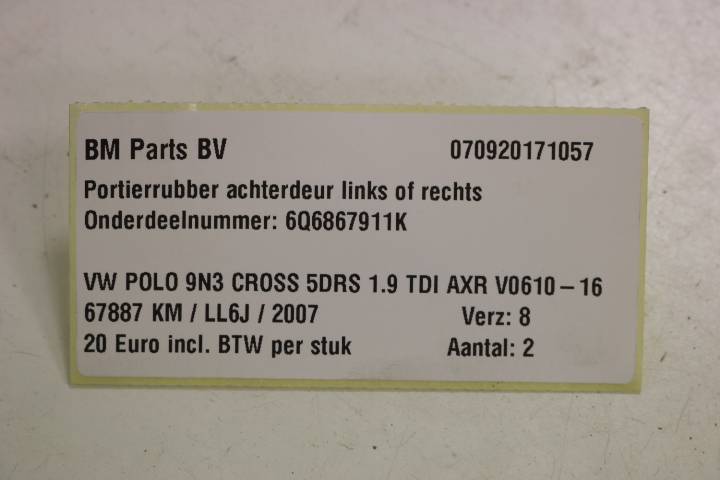 BM Parts BV 070920171057
Portierrubber achterdeur links of rechts
Onderdeelnummer: 6Q6867911K
VW POLO 9N3 CROSS 5DRS 1.9 TDI AXR V0610-16
67887 KM / LL6J / 2007 Verz: 8
20 Euro incl. BTW per stuk Aantal: 2